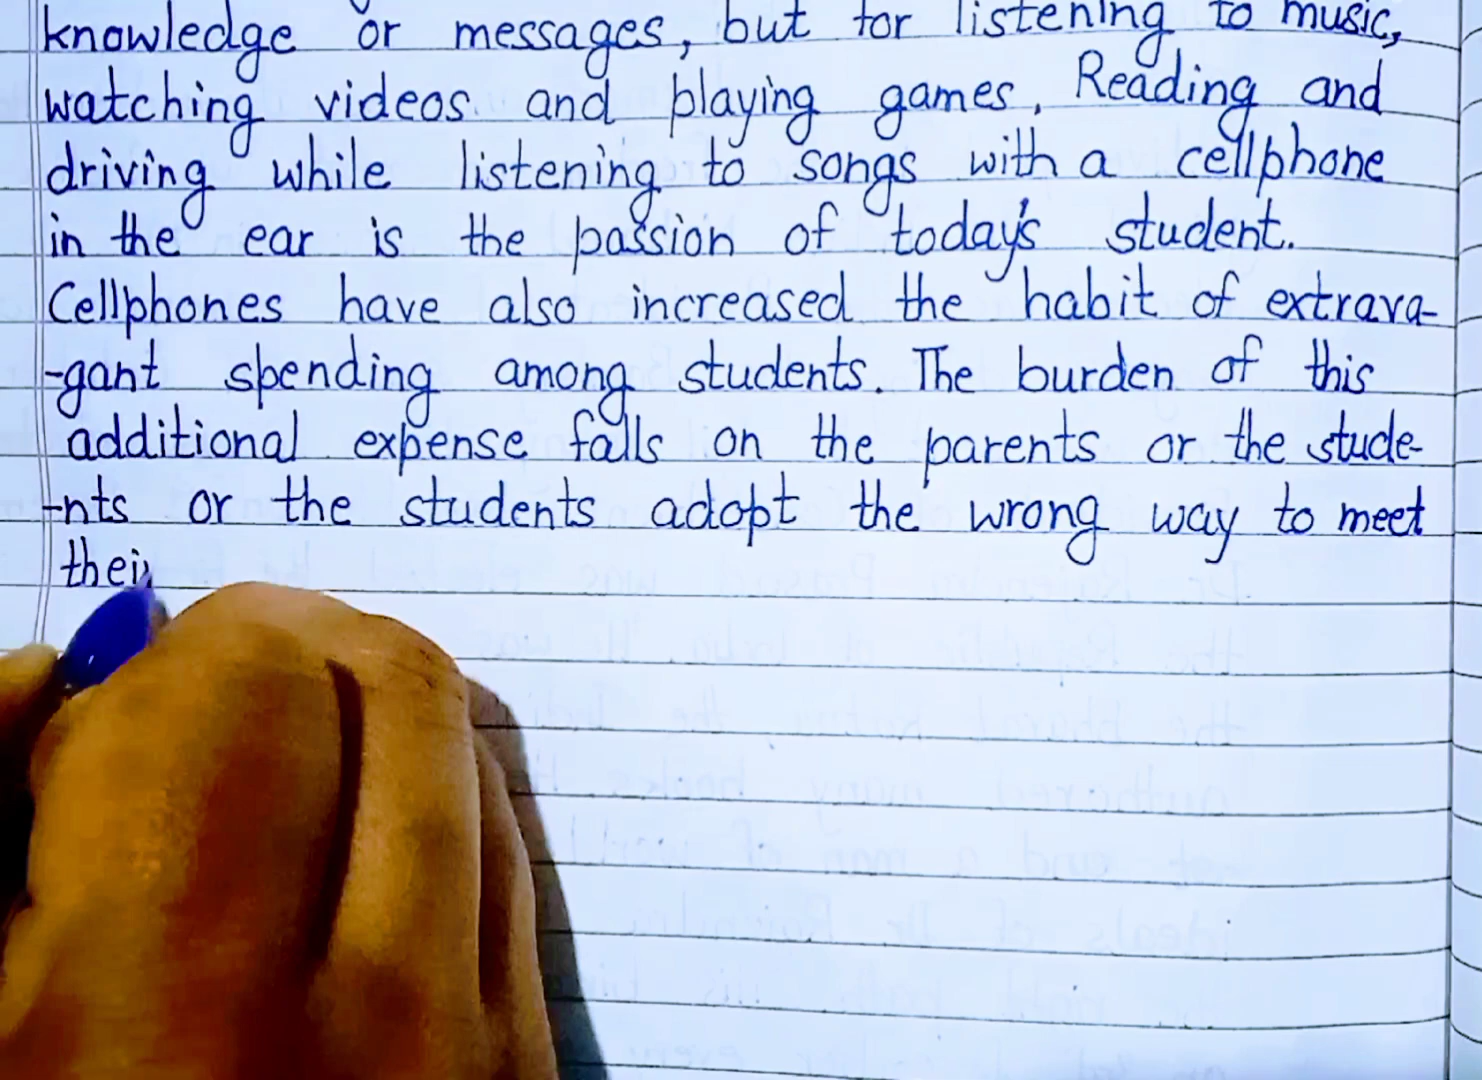 knowledge or messages, but for listening to music,
watching videos and playing games. Reading and
driving while listening to songs with a cellphone
in the ear is the passion of today's student.
Cellphones have also increased the habit of extrava-
-gant spending among students. The burden of this
additional expense falls on the parents or the stude-
-nts or the students adopt the wrong way to meet
their